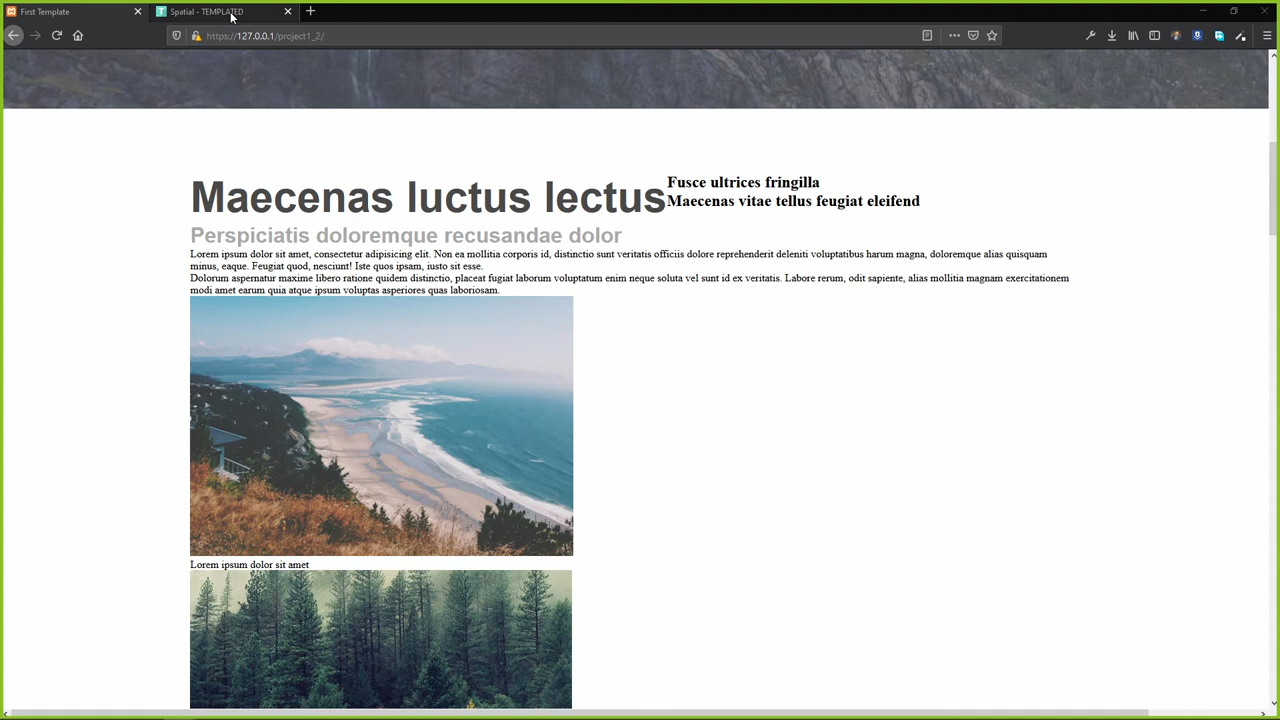 First Template
Spatial - TEMPLATED
https://127.0.0.1/project1_2/
Maecenas luctus lectus
Fusce ultrices fringilla
Maecenas vitae tellus feugiat eleifend
Perspiciatis doloremque recusandae dolor
Lorem ipsum dolor sit amet, consectetur adipisicing elit. Non ea mollitia corporis id, distinctio sunt veritatis officiis dolore reprehenderit deleniti voluptatibus harum magna, doloremque alias quisquam
minus, eaque. Feugiat quod, nesciunt! Iste quos ipsam, iusto sit esse.
Dolorum aspernatur maxime libero ratione quidem distinctio, placeat fugiat laborum voluptatum enim neque soluta vel sunt id ex veritatis. Labore rerum, odit sapiente, alias mollitia magnam exercitationem
modi amet earum quia atque ipsum voluptas asperiores quas laboriosam.
Lorem ipsum dolor sit amet